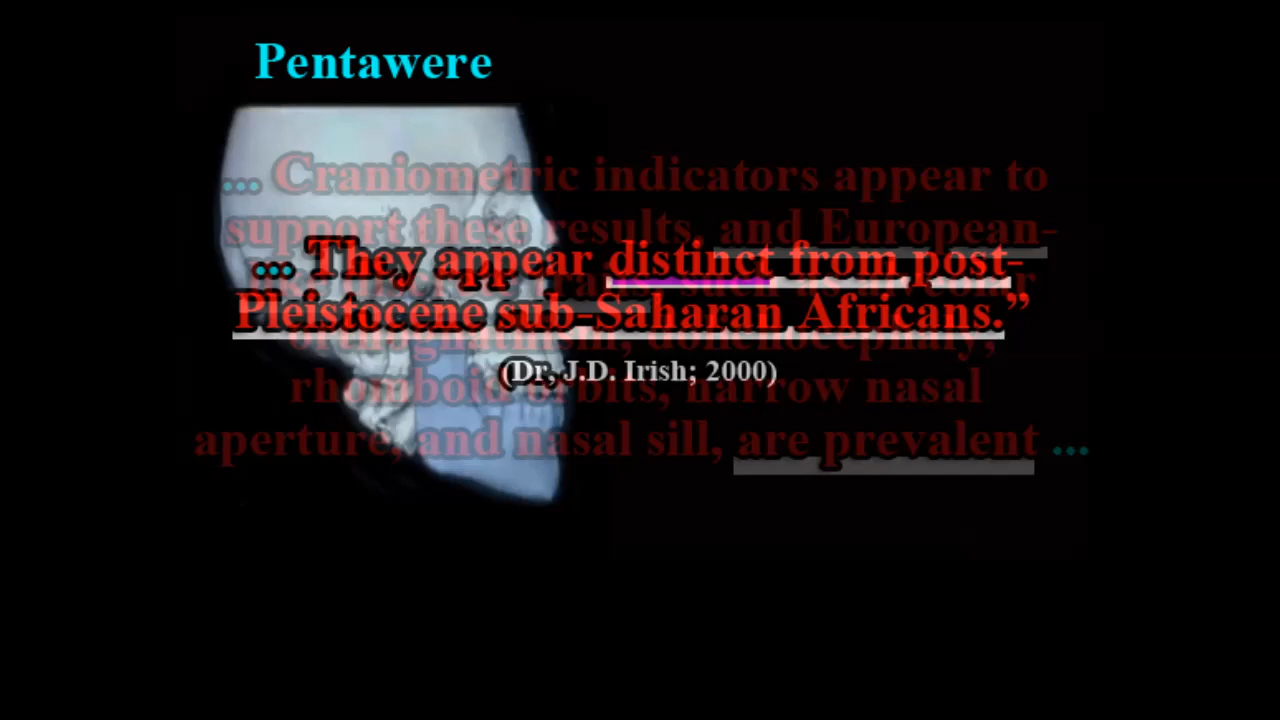 Pentawere
... Craniometric indicators appear to
support these results, and European-
... They appear distinct from post-
Pleistocene sub-Saharan Africans.”
(Dr, J.D. Irish; 2000)
rhomboid orbits, narrow nasal
aperture, and nasal sill, are prevalent ...